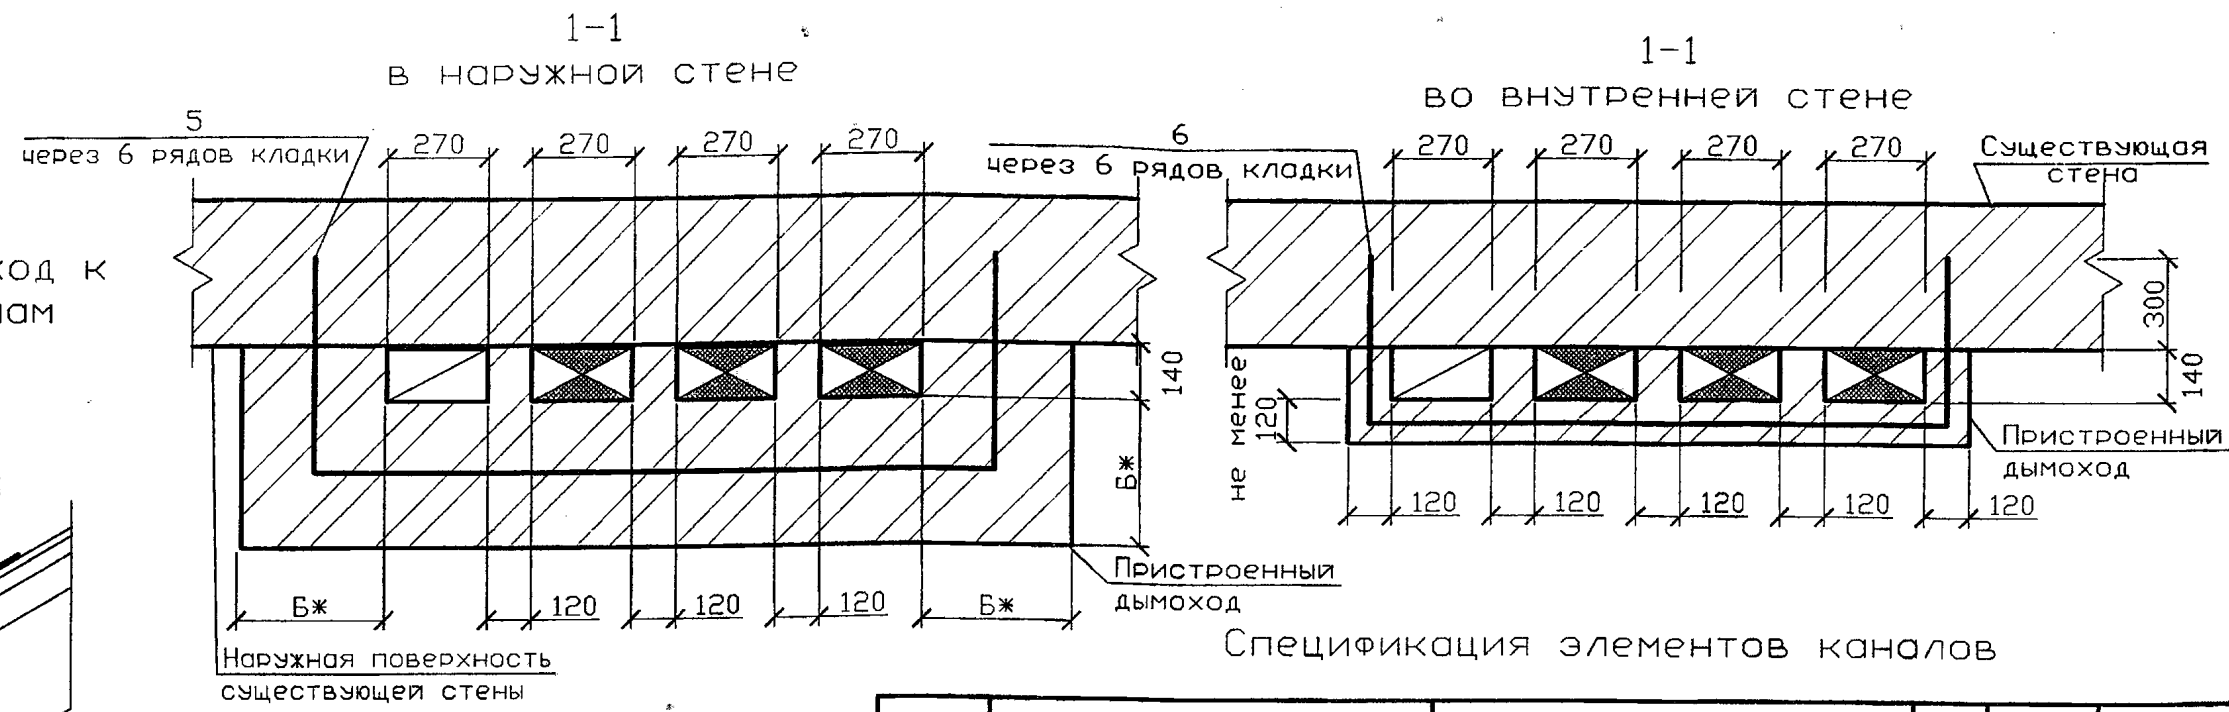 1-1
в наружной стене
5
через 6 рядов кладки
270
270
270
270
ход к
140
Б*
Б*
120
120
120
Б*
Пристроенный
дымоход
Наружная поверхность
существующей стены
1-1
во внутренней стене
6
через 6 рядов кладки
270
270
270
270
Существующая
стена
300
140
не менее
120
120
120
120
120
120
Пристроенный
дымоход
Спецификация элементов каналов